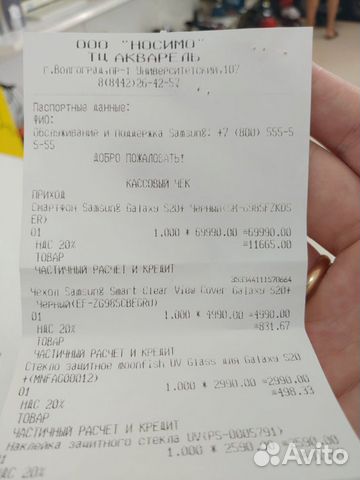 ООО "НОСИМО"
ТЦ АКВАРЕЛЬ
г.Волгоград,пр-т Университетский,107
8(8442)26-42-57
Паспортные данные:
ФИО:
Обслуживание и поддержка Samsung: +7 (800) 555-5
5-55
ДОБРО ПОЖАЛОВАТЬ!
КАССОВЫЙ ЧЕК
ПРИХОД
Смартфон Samsung Galaxy S20+ Черный(SM-G985FZKDS
ER)
01 1.000 * 69990.00 =69990.00
НДС 20% =11665.00
ТОВАР
ЧАСТИЧНЫЙ РАСЧЕТ И КРЕДИТ
355344111570664
Чехол Samsung Smart Clear View Cover Galaxy S20+
Черный(EF-ZG985CBEGRU)
01 1.000 * 4990.00 =4990.00
НДС 20% =831.67
ТОВАР
ЧАСТИЧНЫЙ РАСЧЕТ И КРЕДИТ
Стекло защитное moonfish UV Glass для Galaxy S20
+(MNFAG00012)
01 1.000 * 2990.00 =2990.00
НДС 20% =498.33
ТОВАР
ЧАСТИЧНЫЙ РАСЧЕТ И КРЕДИТ
Наклейка защитного стекла UV(PS-0005791)
01 1.000 * 2590.00 =2590.00
НДС 20%
Avito